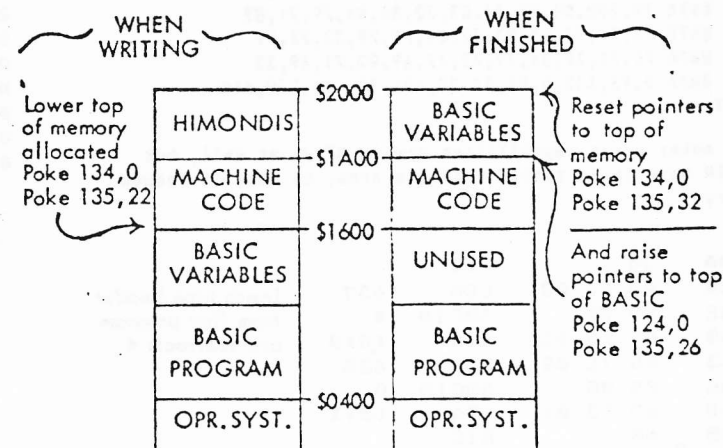 WHEN
WRITING
WHEN
FINISHED
Lower top
of memory
allocated
Poke 134,0
Poke 135,22
HIMONDIS
MACHINE
CODE
BASIC
VARIABLES
BASIC
PROGRAM
OPR.SYST.
$2000
$1A00
$1600
$0400
BASIC
VARIABLES
MACHINE
CODE
UNUSED
BASIC
PROGRAM
OPR.SYST.
Reset pointers
to top of
memory
Poke 134,0
Poke 135,32
And raise
pointers to top
of BASIC
Poke 124,0
Poke 135,26